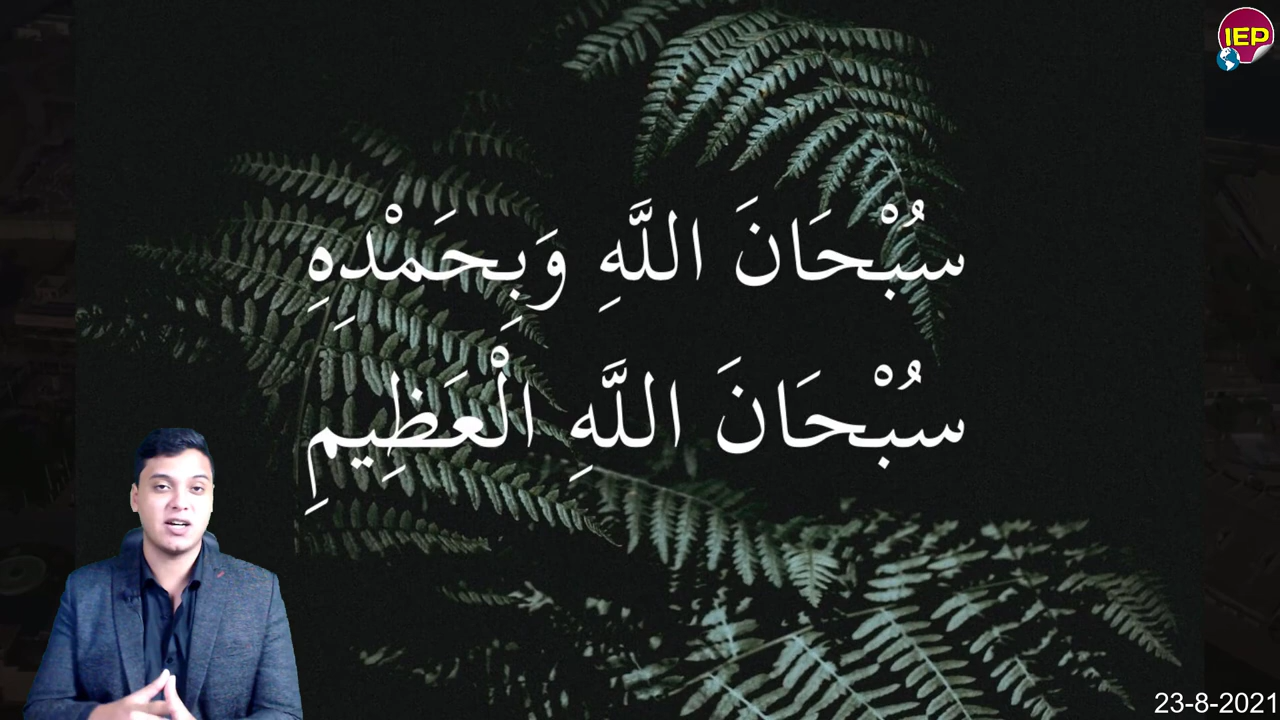 IEP
سُبْحَانَ اللَّهِ وَبِحَمْدِهِ
سُبْحَانَ اللَّهِ الْعَظِيمِ
23-8-2021